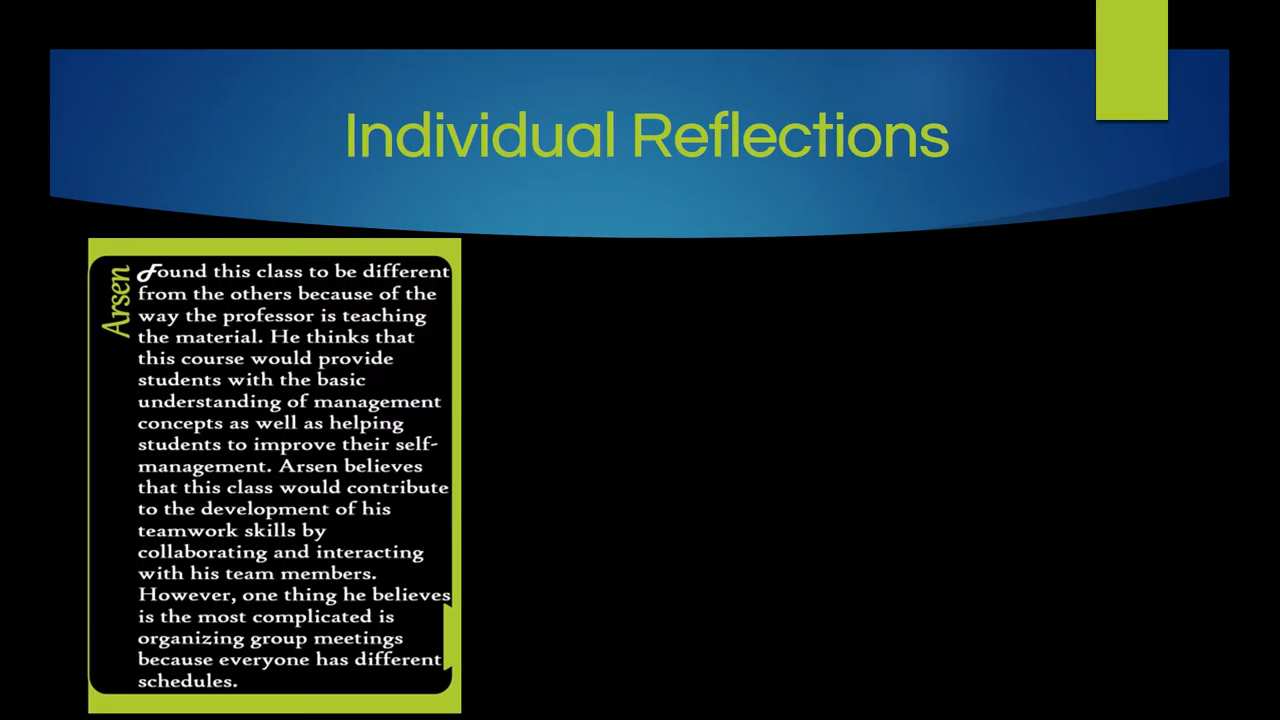 Individual Reflections
Arsen
Found this class to be different
from the others because of the
way the professor is teaching
the material. He thinks that
this course would provide
students with the basic
understanding of management
concepts as well as helping
students to improve their self-
management. Arsen believes
that this class would contribute
to the development of his
teamwork skills by
collaborating and interacting
with his team members.
However, one thing he believes
is the most complicated is
organizing group meetings
because everyone has different
schedules.